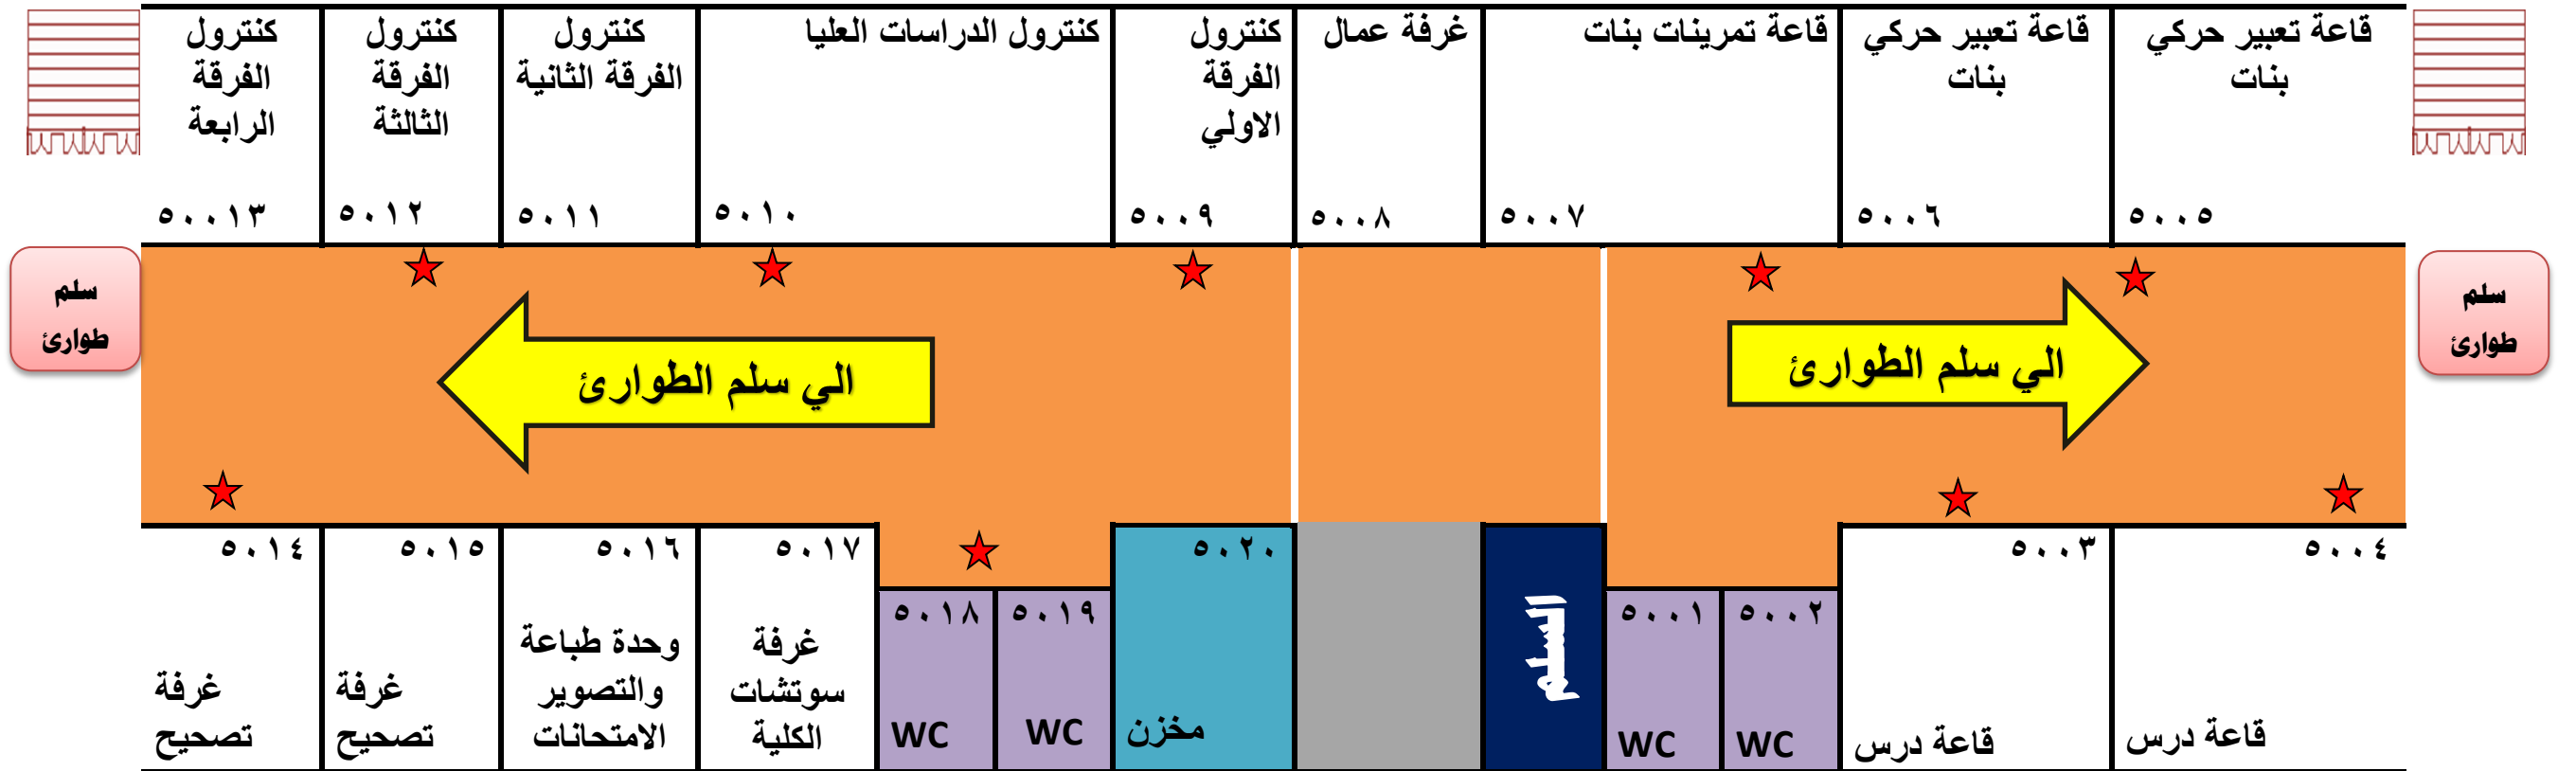 قاعة تعبير حركي
بنات
٥٠٠٥
قاعة تعبير حركي
بنات
٥٠٠٦
قاعة تمرينات بنات
٥٠٠٧
غرفة عمال
٥٠٠٨
كنترول
الفرقة
الاولي
٥٠٠٩
كنترول الدراسات العليا
٥٠١٠
كنترول
الفرقة الثانية
٥٠١١
كنترول
الفرقة
الثالثة
٥٠١٢
كنترول
الفرقة
الرابعة
٥٠٠١٣
سلم
طوارئ
الي سلم الطوارئ
الي سلم الطوارئ
سلم
طوارئ
٥٠٠٤
قاعة درس
٥٠٠٣
قاعة درس
٥٠٠٢
WC
٥٠٠١
WC
السلم
٥٠٢٠
مخزن
٥٠١٩
WC
٥٠١٨
WC
٥٠١٧
غرفة
سوتشات
الكلية
٥٠١٦
وحدة طباعة
والتصوير
الامتحانات
٥٠١٥
غرفة
تصحيح
٥٠١٤
غرفة
تصحيح